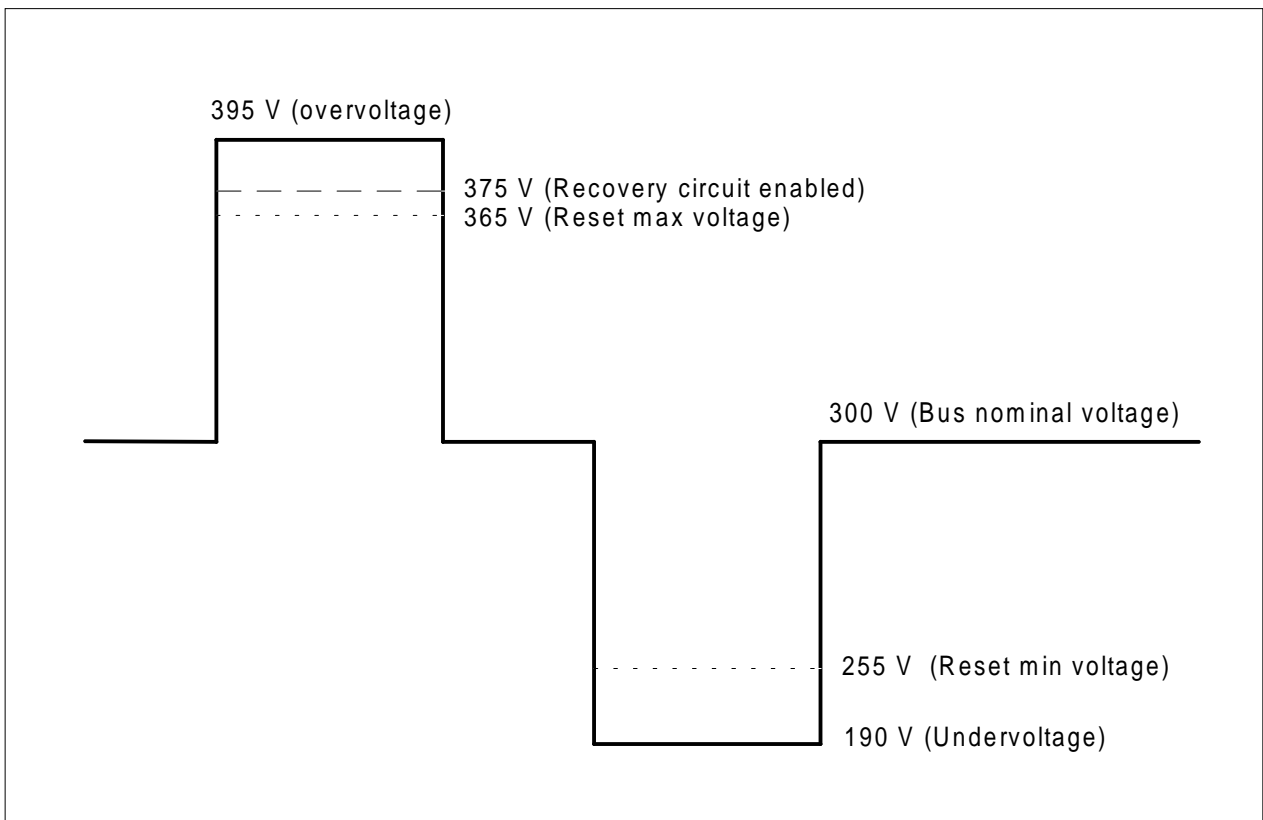 395 V (overvoltage)
375 V (Recovery circuit enabled)
365 V (Reset max voltage)
300 V (Bus nominal voltage)
255 V (Reset min voltage)
190 V (Undervoltage)